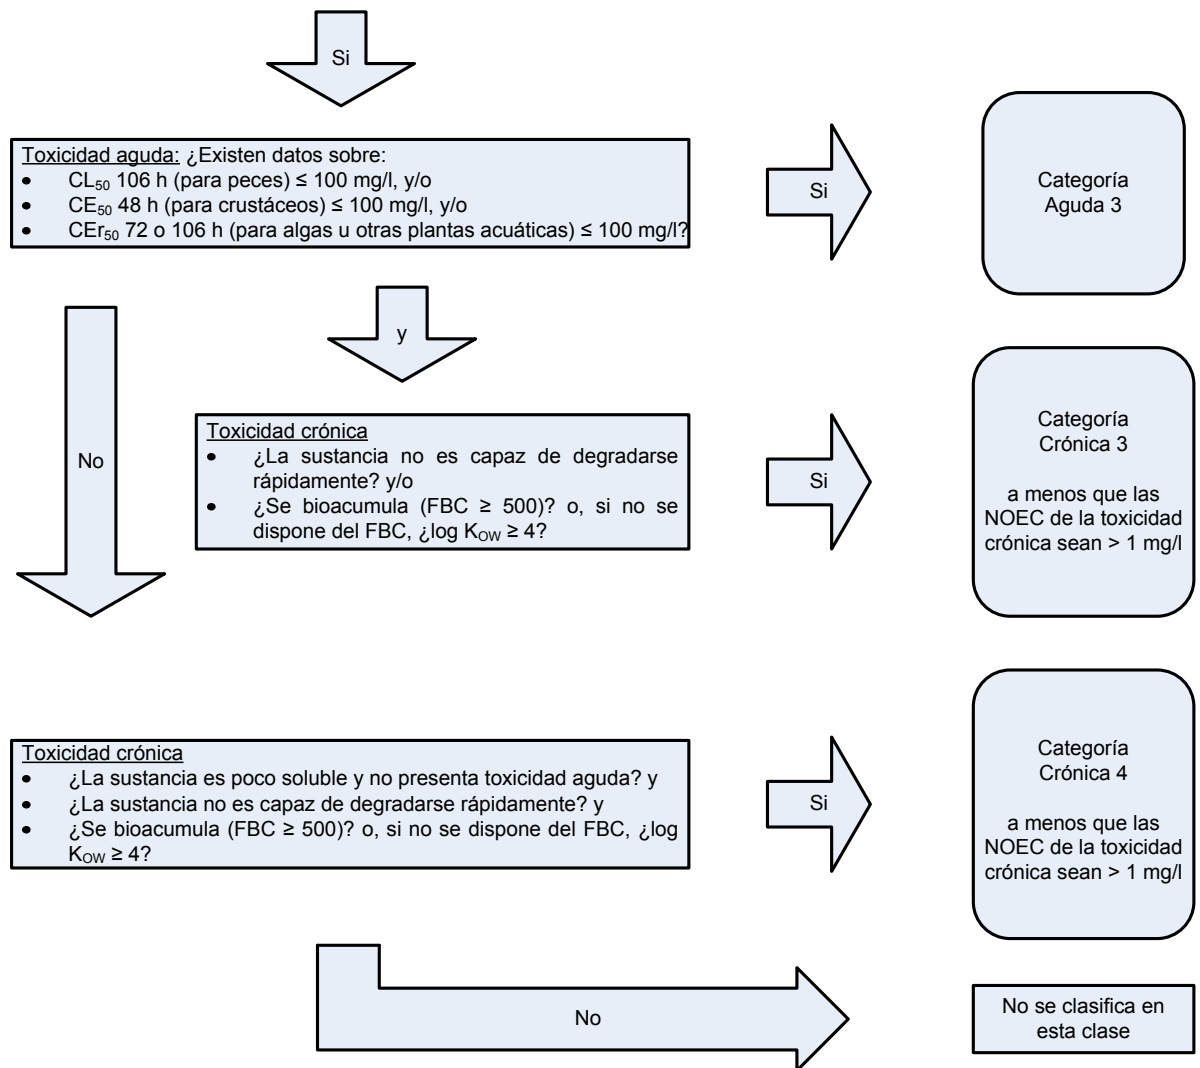 Si
Toxicidad aguda: ¿Existen datos sobre:
• CL50 106 h (para peces) ≤ 100 mg/l, y/o
• CE50 48 h (para crustáceos) ≤ 100 mg/l, y/o
• CEr50 72 o 106 h (para algas u otras plantas acuáticas) ≤ 100 mg/l?
Si
Categoría
Aguda 3
y
No
Toxicidad crónica
• ¿La sustancia no es capaz de degradarse
rápidamente? y/o
• ¿Se bioacumula (FBC ≥ 500)? o, si no se
dispone del FBC, ¿log KOW ≥ 4?
Si
Categoría
Crónica 3
a menos que las
NOEC de la toxicidad
crónica sean > 1 mg/l
Toxicidad crónica
• ¿La sustancia es poco soluble y no presenta toxicidad aguda? y
• ¿La sustancia no es capaz de degradarse rápidamente? y
• ¿Se bioacumula (FBC ≥ 500)? o, si no se dispone del FBC, ¿log
KOW ≥ 4?
Si
Categoría
Crónica 4
a menos que las
NOEC de la toxicidad
crónica sean > 1 mg/l
No
No se clasifica en
esta clase